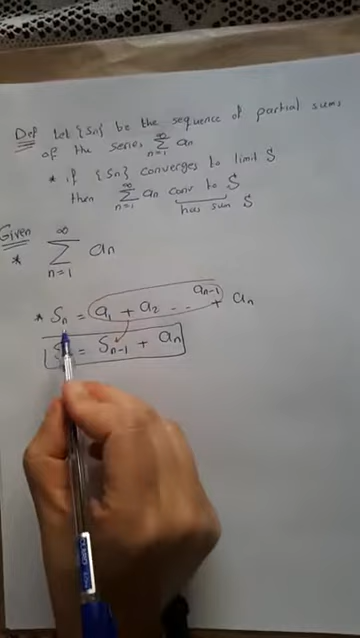 Def Let {Sn} be the sequence of partial sums
of the series ∞ Σ n=1 an
* if {Sn} converges to limit S
then ∞ Σ n=1 an conv to S
has sum S
Given
* ∞ Σ n=1 an
* Sn = a1 + a2 ... an-1 + an
= Sn-1 + an